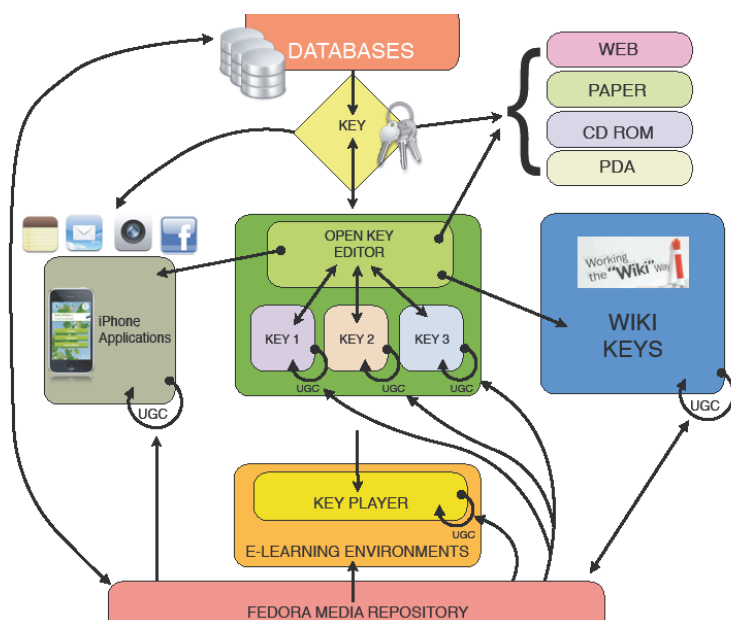 DATABASES
WEB
PAPER
CD ROM
PDA
KEY
OPEN KEY
EDITOR
Working
the "Wiki" Way
iPhone
Applications
KEY 1
KEY 2
KEY 3
WIKI
KEYS
UGC
UGC
UGC
UGC
UGC
KEY PLAYER
UGC
E-LEARNING ENVIRONMENTS
FEDORA MEDIA REPOSITORY